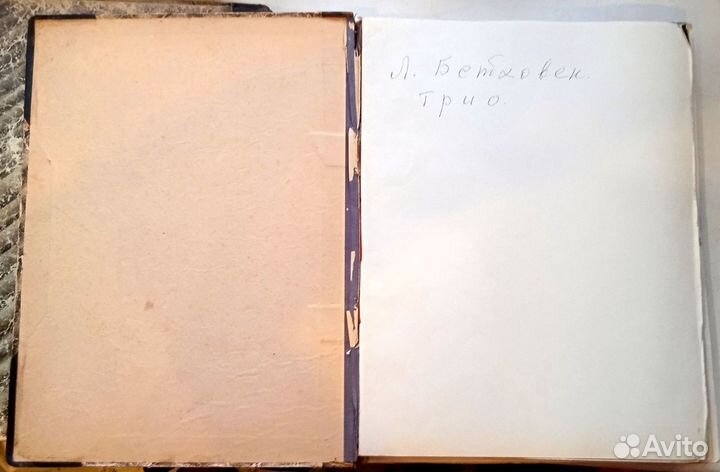 Л. Бетховен.
Трио.
Avito